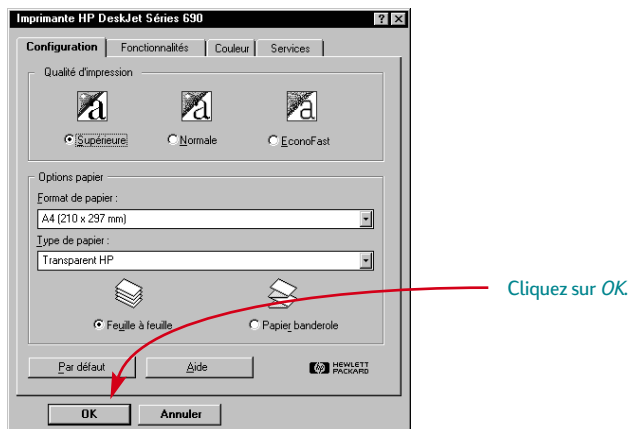 Imprimante HP DeskJet Séries 690
Configuration Fonctionnalités Couleur Services
Qualité d'impression
Supérieure Normale EconoFast
Options papier
Format de papier :
A4 (210 x 297 mm)
Type de papier :
Transparent HP
Cliquez sur OK.
Feuille à feuille Papier banderole
Par défaut Aide HEWLETT
PACKARD
OK Annuler